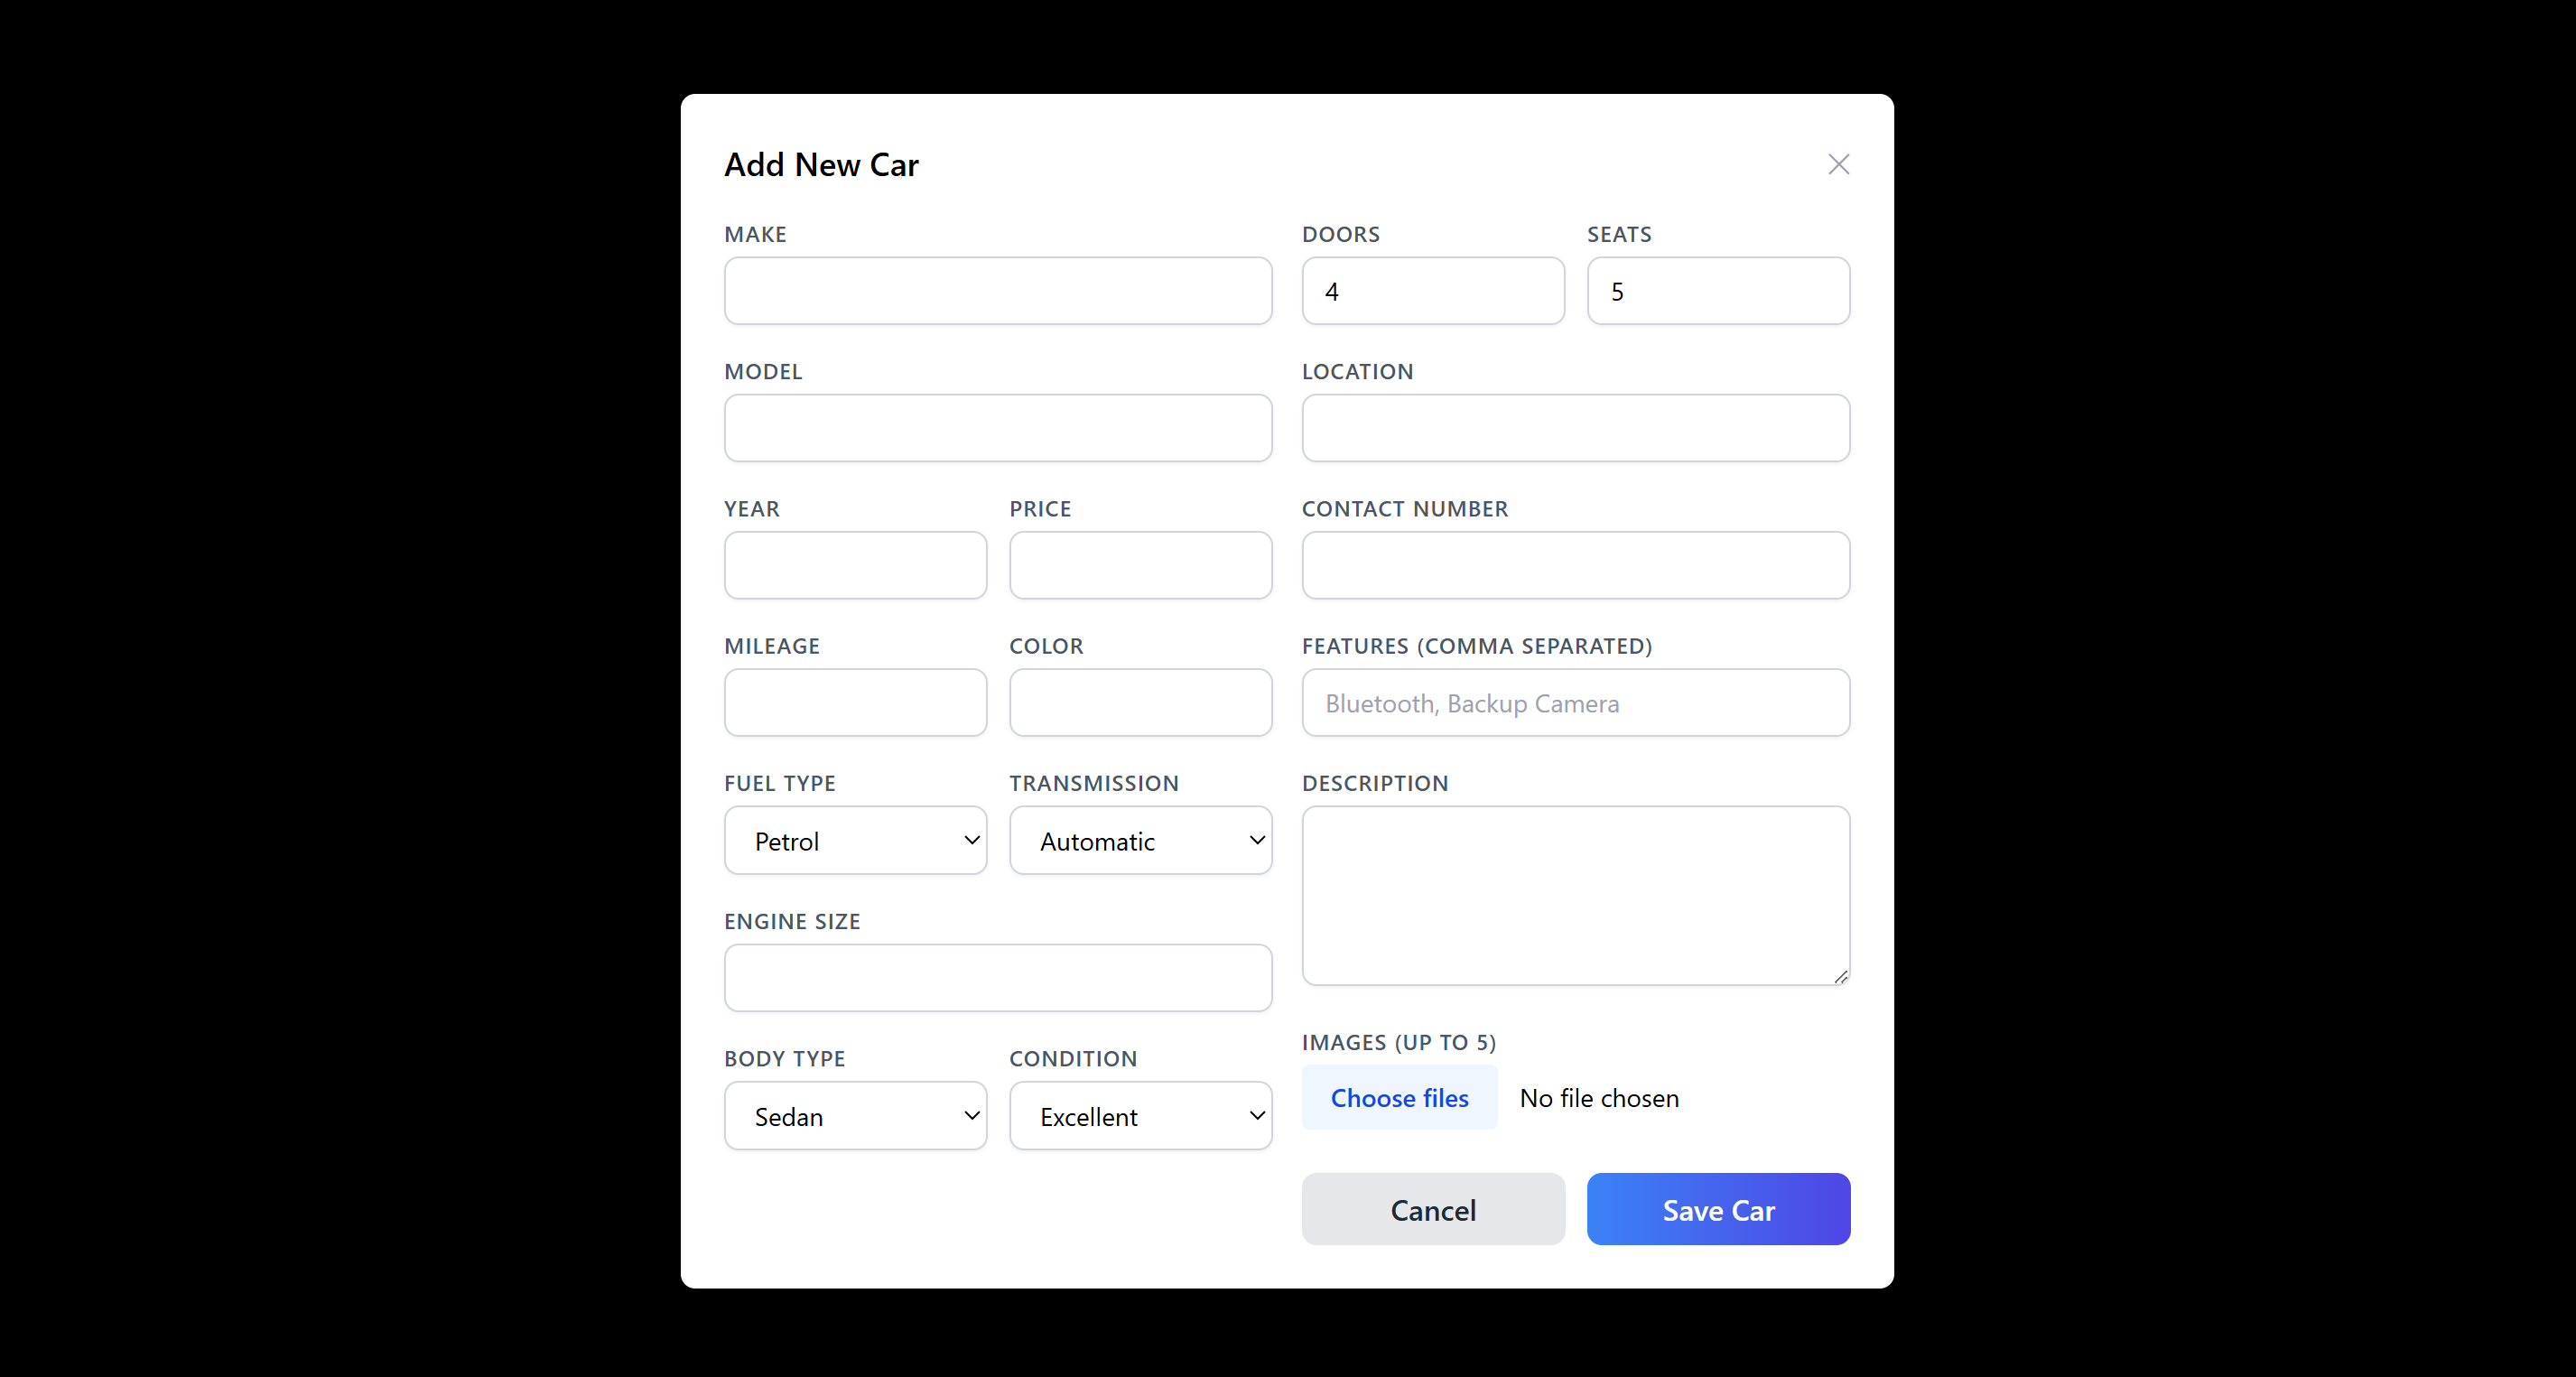 Add New Car
MAKE
DOORS
SEATS
4
5
MODEL
LOCATION
YEAR
PRICE
CONTACT NUMBER
MILEAGE
COLOR
FEATURES (COMMA SEPARATED)
Bluetooth, Backup Camera
FUEL TYPE
TRANSMISSION
DESCRIPTION
Petrol
Automatic
ENGINE SIZE
IMAGES (UP TO 5)
BODY TYPE
CONDITION
Choose files
No file chosen
Sedan
Excellent
Cancel
Save Car